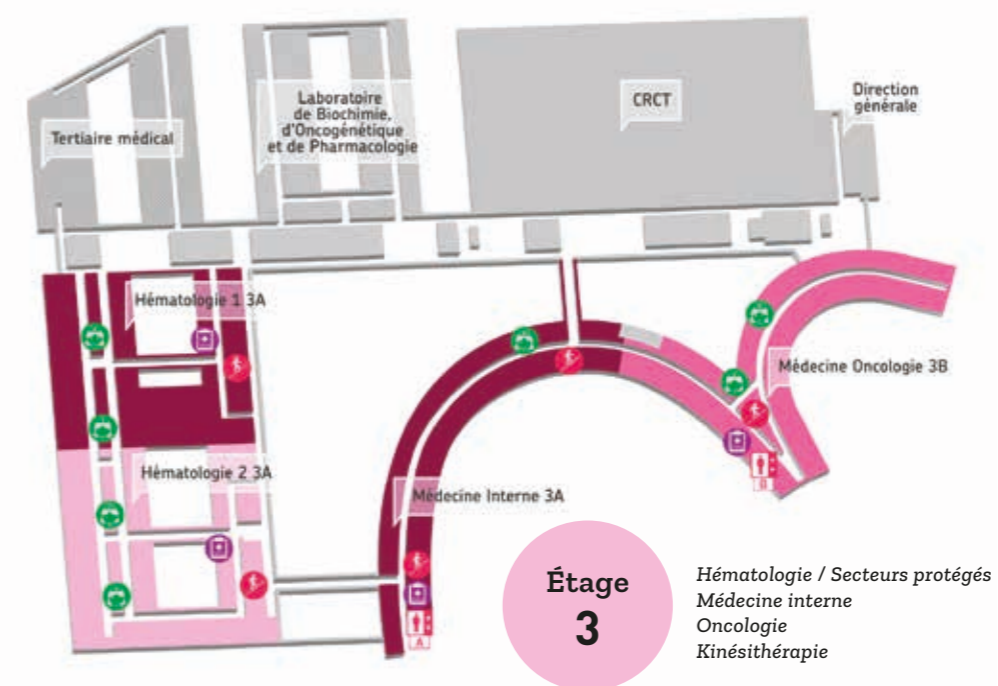 Tertiaire médical
Laboratoire
de Biochimie,
d'Oncogénétique
et de Pharmacologie
CRCT
Direction
générale
Hématologie 1 3A
Médecine Oncologie 3B
Hématologie 2 3A
Médecine Interne 3A
B
A
Étage
3
Hématologie / Secteurs protégés
Médecine interne
Oncologie
Kinésithérapie